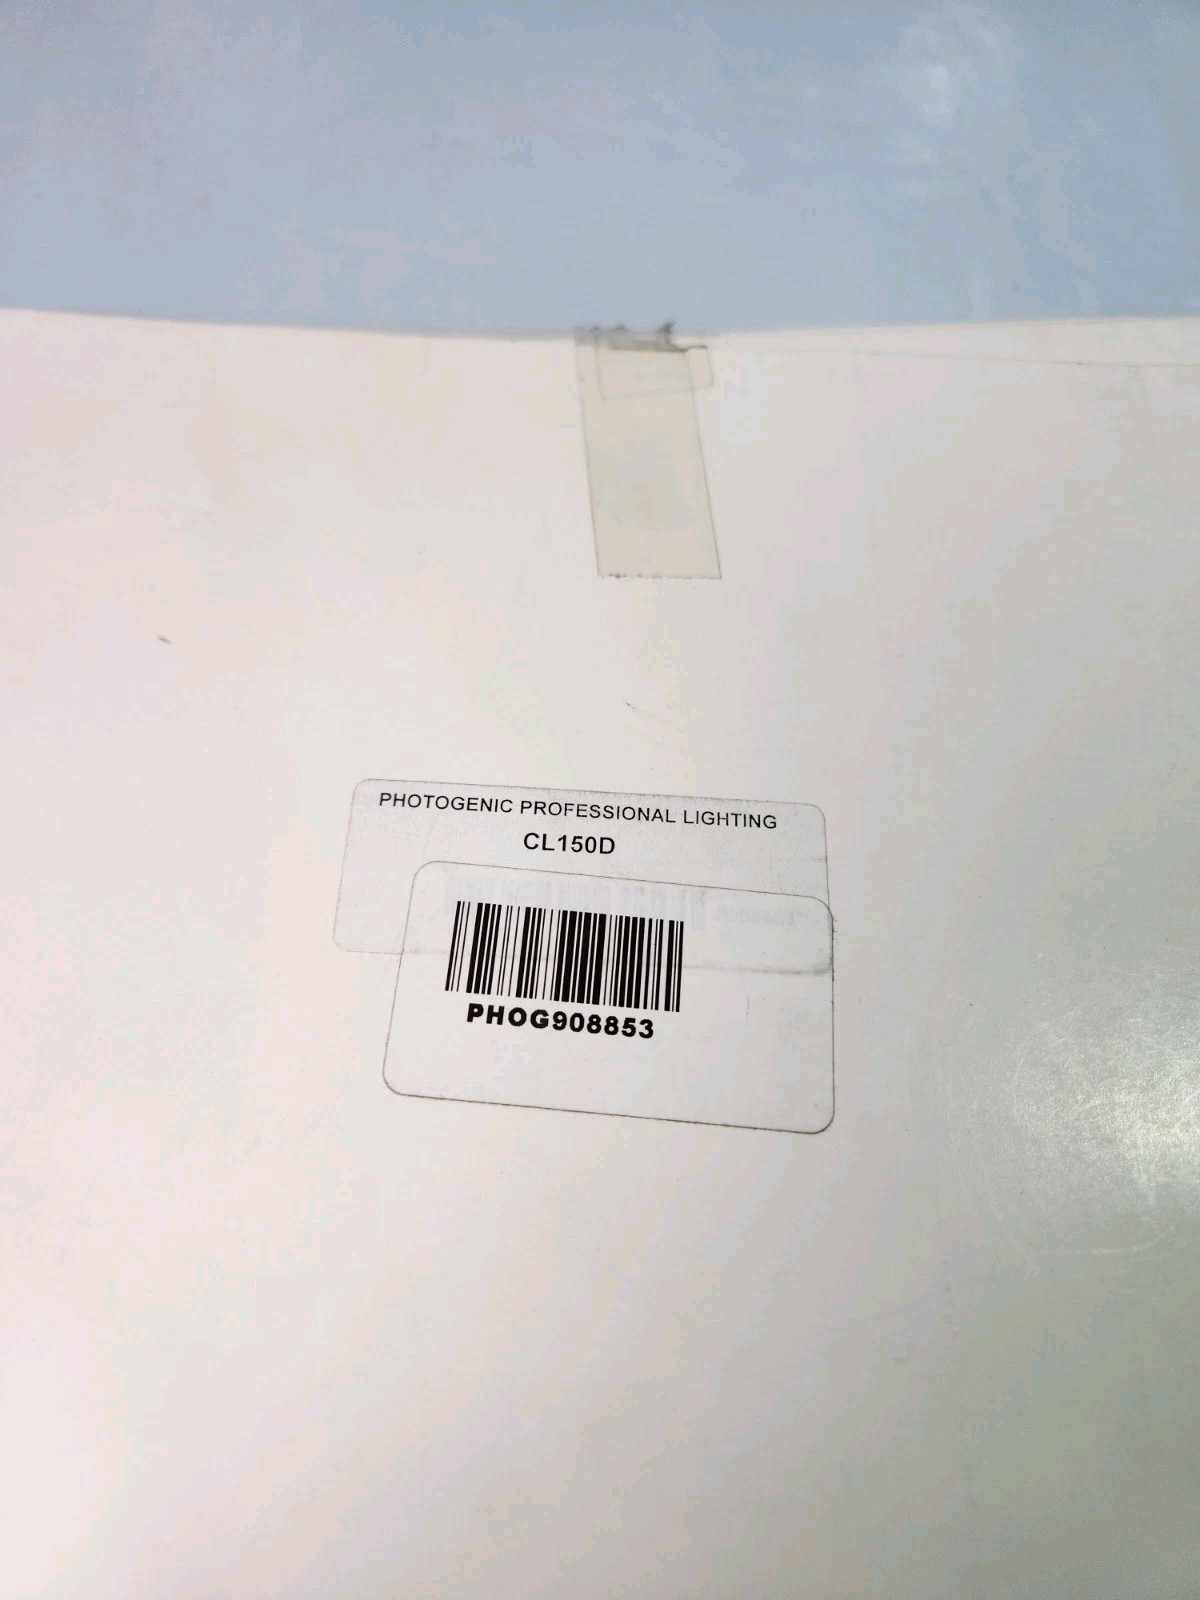 PHOTOGENIC PROFESSIONAL LIGHTING
CL150D
PHOG908853